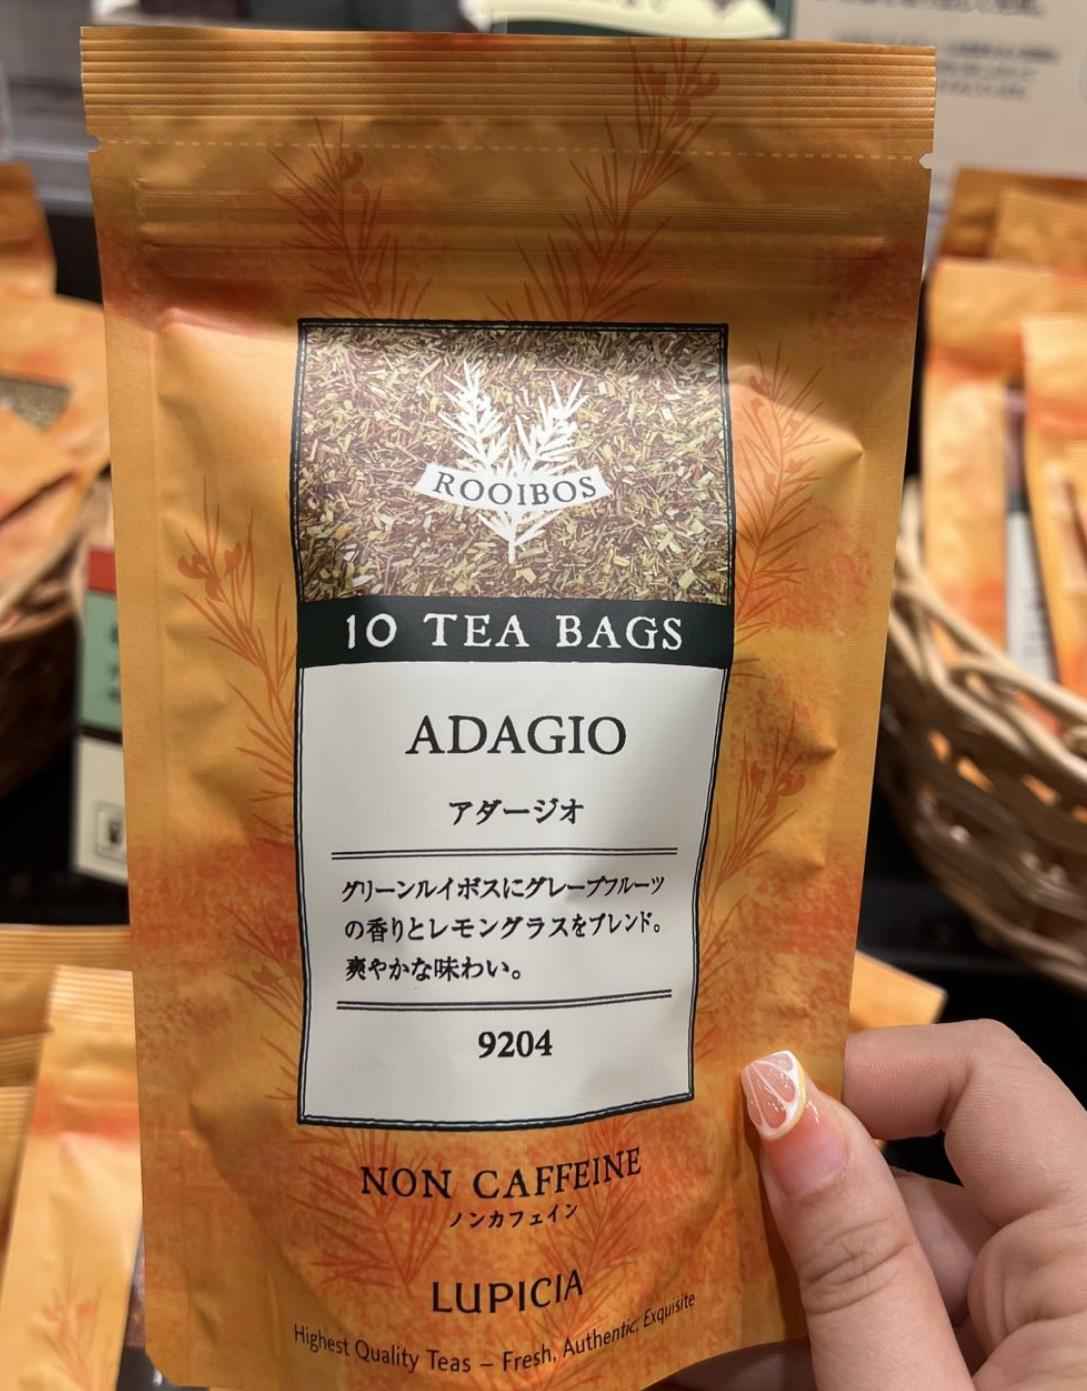 ROOIBOS
10 TEA BAGS
ADAGIO
アダージオ
グリーンルイボスにグレープフルーツ
の香りとレモングラスをブレンド。
爽やかな味わい。
9204
NON CAFFEINE
ノンカフェイン
LUPICIA
Highest Quality Teas – Fresh, Authentic, Exquisite